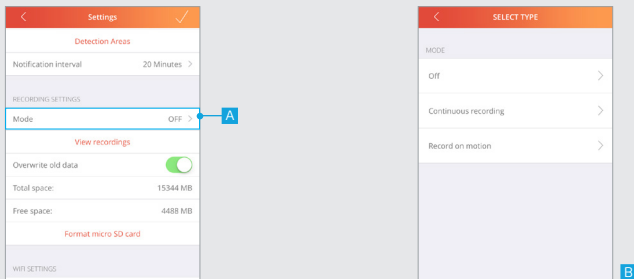 Settings
Detection Areas
Notification interval 20 Minutes
RECORDING SETTINGS
Mode OFF
A
View recordings
Overwrite old data
Total space: 15344 MB
Free space: 4488 MB
Format micro SD card
WIFI SETTINGS
SELECT TYPE
MODE
Off
Continuous recording
Record on motion
B